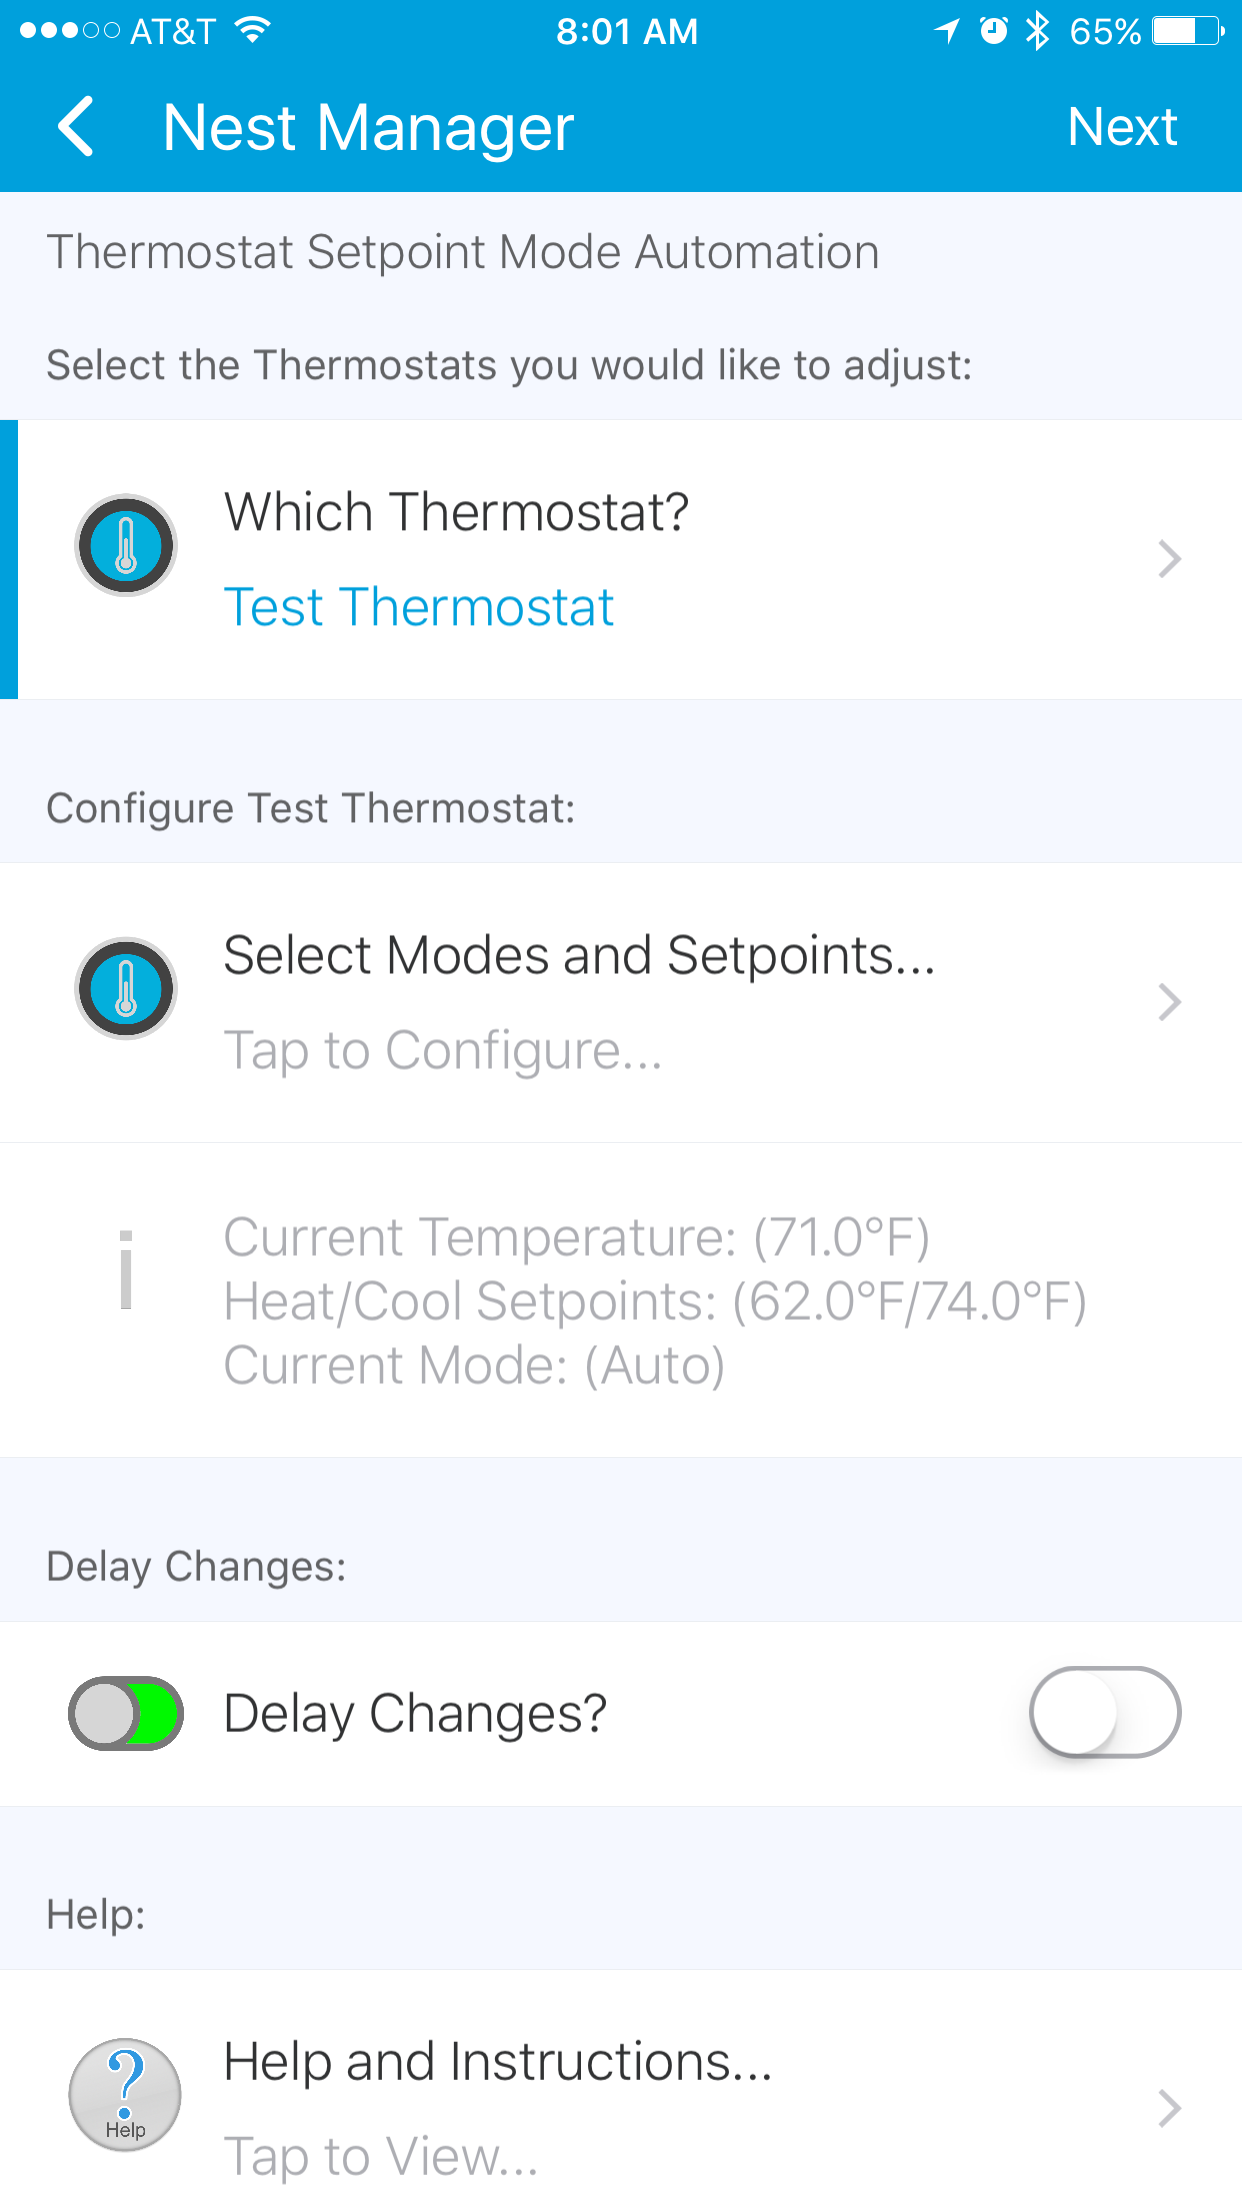 AT&T 8:01 AM 65%
Nest Manager Next
Thermostat Setpoint Mode Automation
Select the Thermostats you would like to adjust:
Which Thermostat?
Test Thermostat
Configure Test Thermostat:
Select Modes and Setpoints...
Tap to Configure...
Current Temperature: (71.0°F)
Heat/Cool Setpoints: (62.0°F/74.0°F)
Current Mode: (Auto)
Delay Changes:
Delay Changes?
Help:
Help and Instructions...
Help
Tap to View...